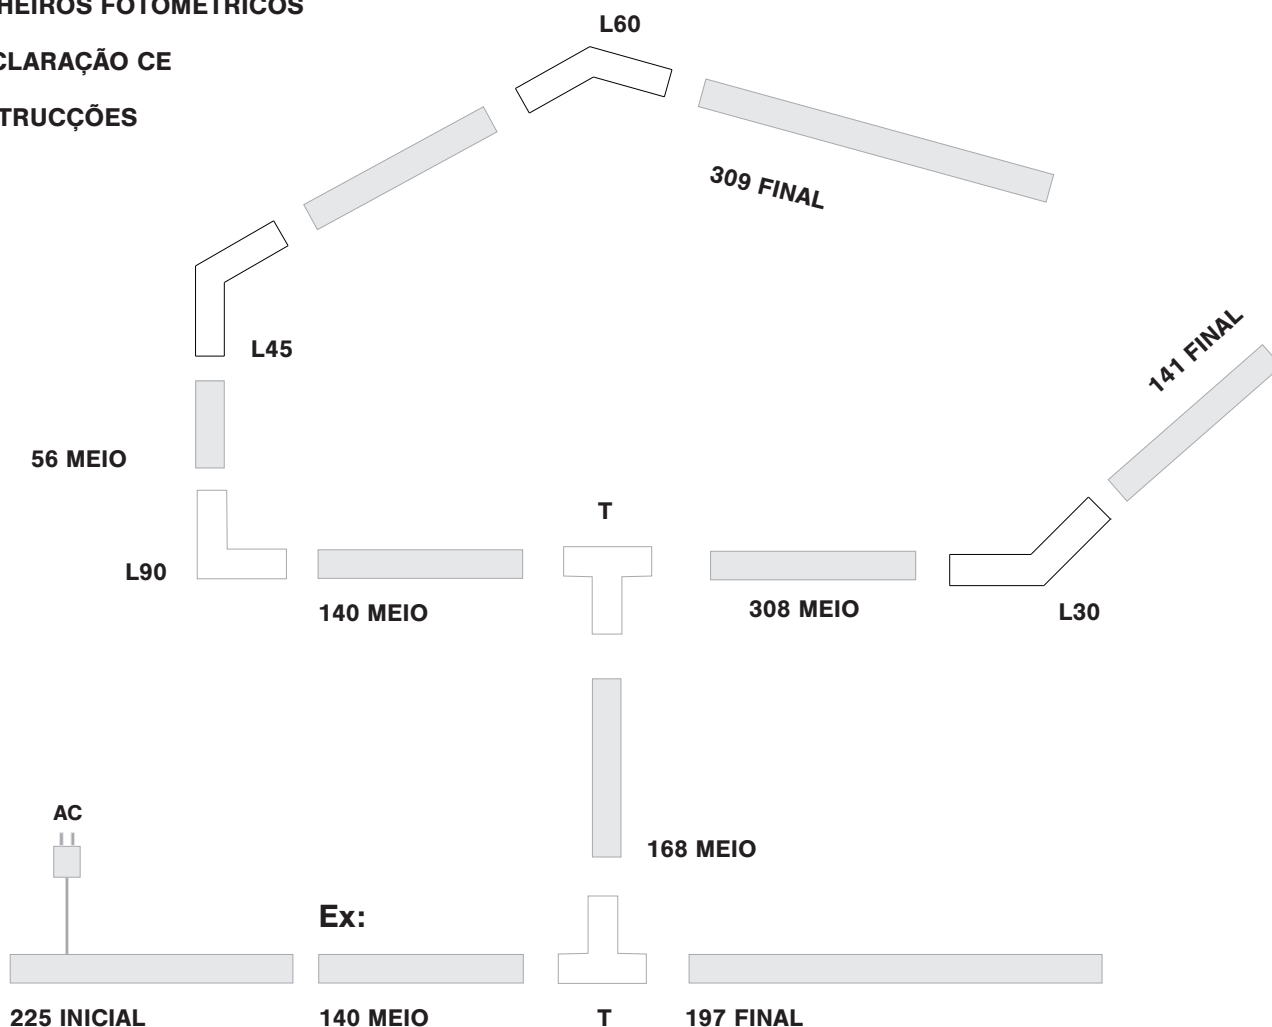 HEIROS FOTOMÉTRICOS
CLARAÇÃO CE
TRUCÇÕES
L60
309 FINAL
L45
141 FINAL
56 MEIO
T
L90
140 MEIO
308 MEIO
L30
AC
168 MEIO
Ex:
225 INICIAL
140 MEIO
T
197 FINAL